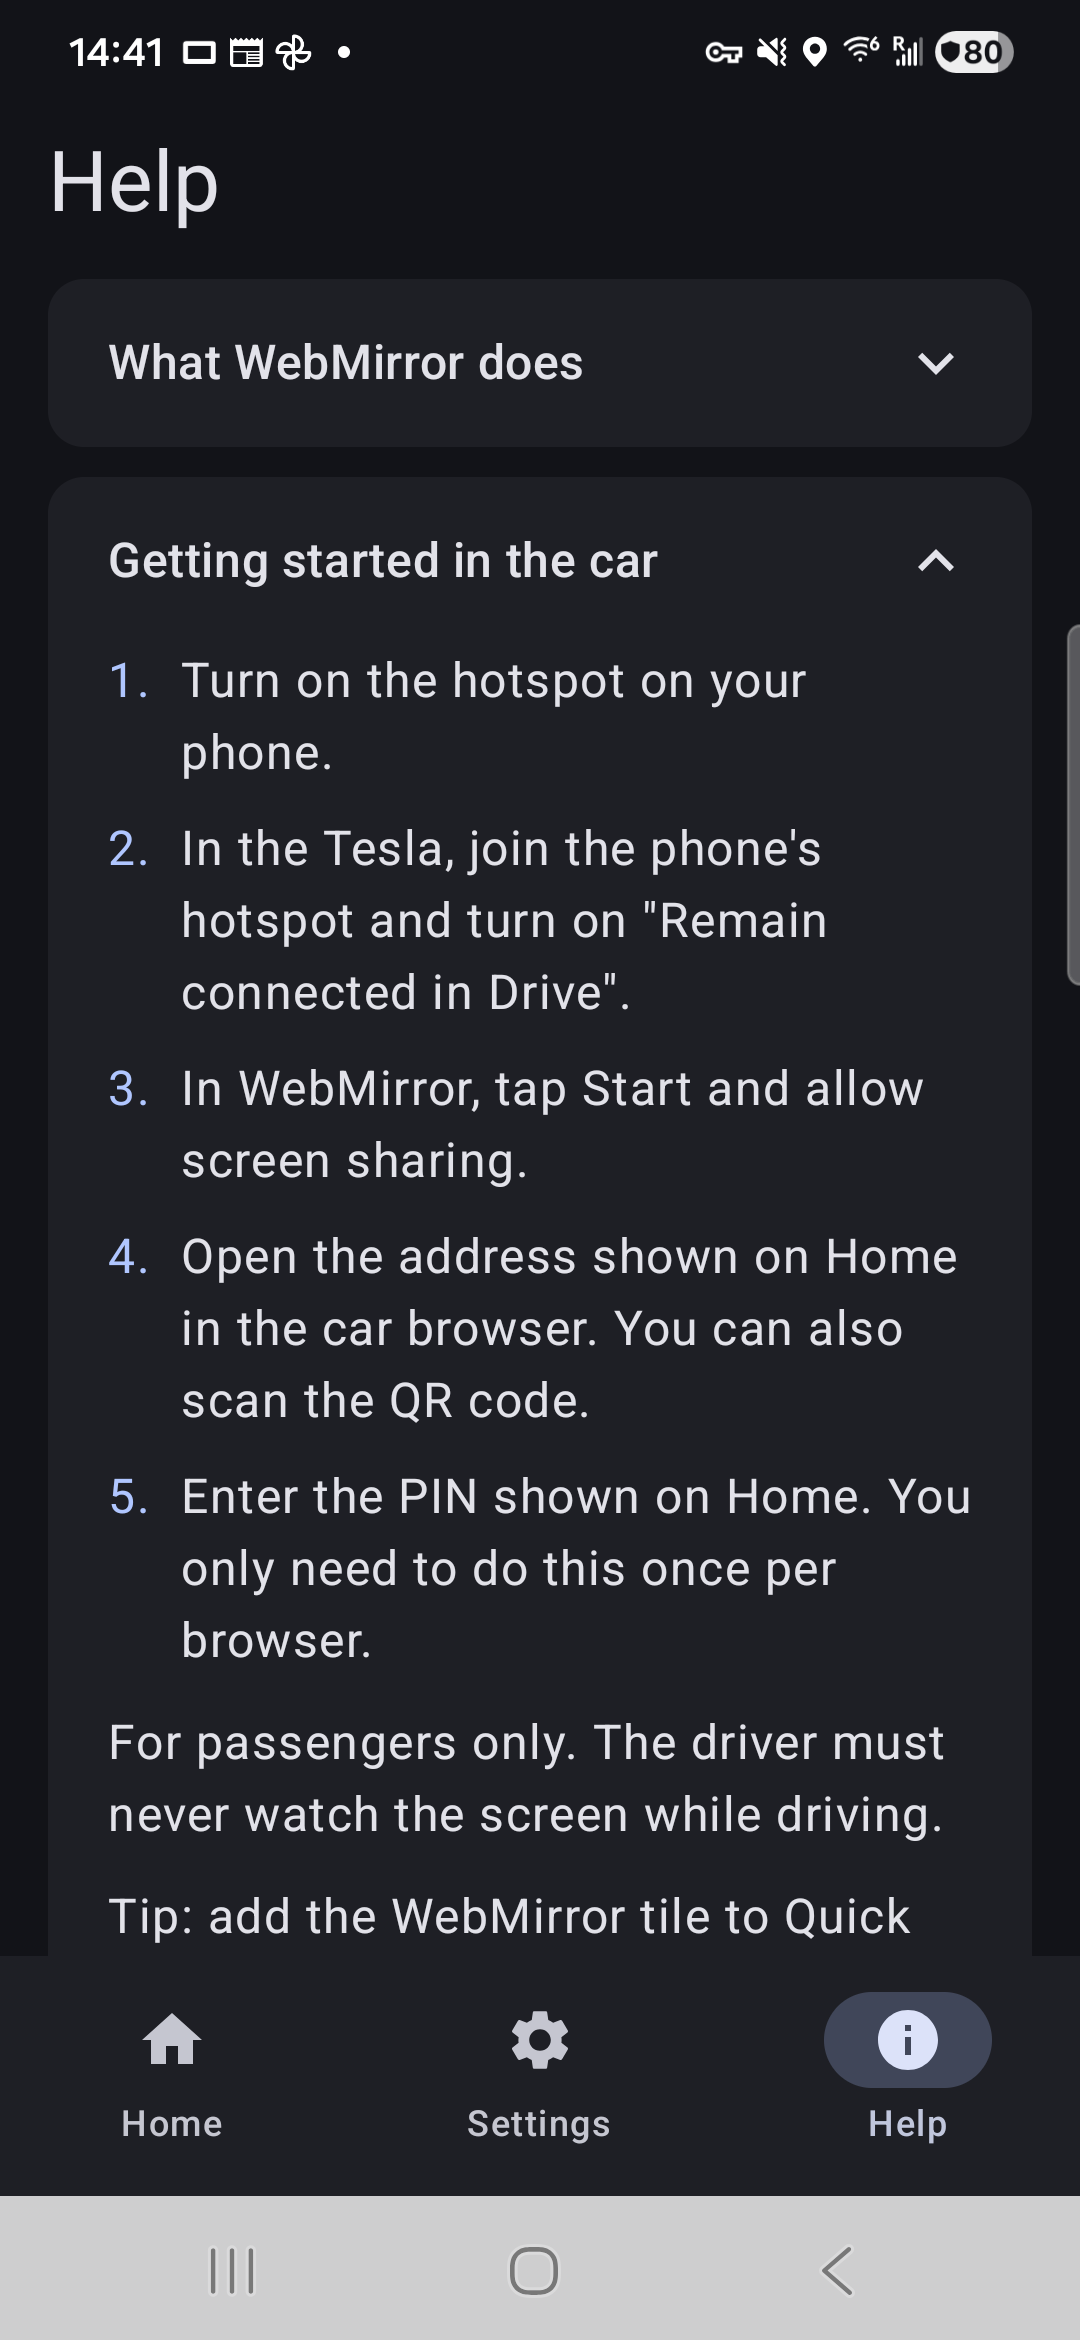 14:41
6
R
80
Help
What WebMirror does
Getting started in the car
1. Turn on the hotspot on your
phone.
2. In the Tesla, join the phone's
hotspot and turn on "Remain
connected in Drive".
3. In WebMirror, tap Start and allow
screen sharing.
4. Open the address shown on Home
in the car browser. You can also
scan the QR code.
5. Enter the PIN shown on Home. You
only need to do this once per
browser.
For passengers only. The driver must
never watch the screen while driving.
Tip: add the WebMirror tile to Quick
Home
Settings
Help